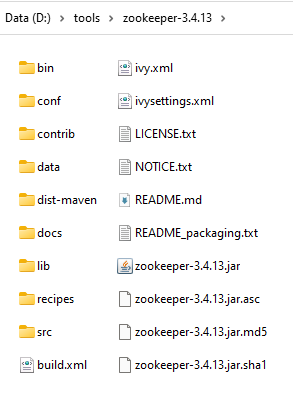 Data (D:) > tools > zookeeper-3.4.13 >
bin
conf
contrib
data
dist-maven
docs
lib
recipes
src
build.xml
ivy.xml
ivysettings.xml
LICENSE.txt
NOTICE.txt
README.md
README_packaging.txt
zookeeper-3.4.13.jar
zookeeper-3.4.13.jar.asc
zookeeper-3.4.13.jar.md5
zookeeper-3.4.13.jar.sha1